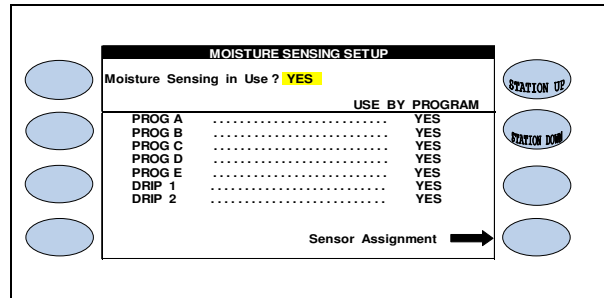 MOISTURE SENSING SETUP
Moisture Sensing in Use ? YES
STATION UP
USE BY PROGRAM
PROG A .......................... YES
PROG B .......................... YES
STATION DOWN
PROG C .......................... YES
PROG D .......................... YES
PROG E .......................... YES
DRIP 1 .......................... YES
DRIP 2 .......................... YES
Sensor Assignment